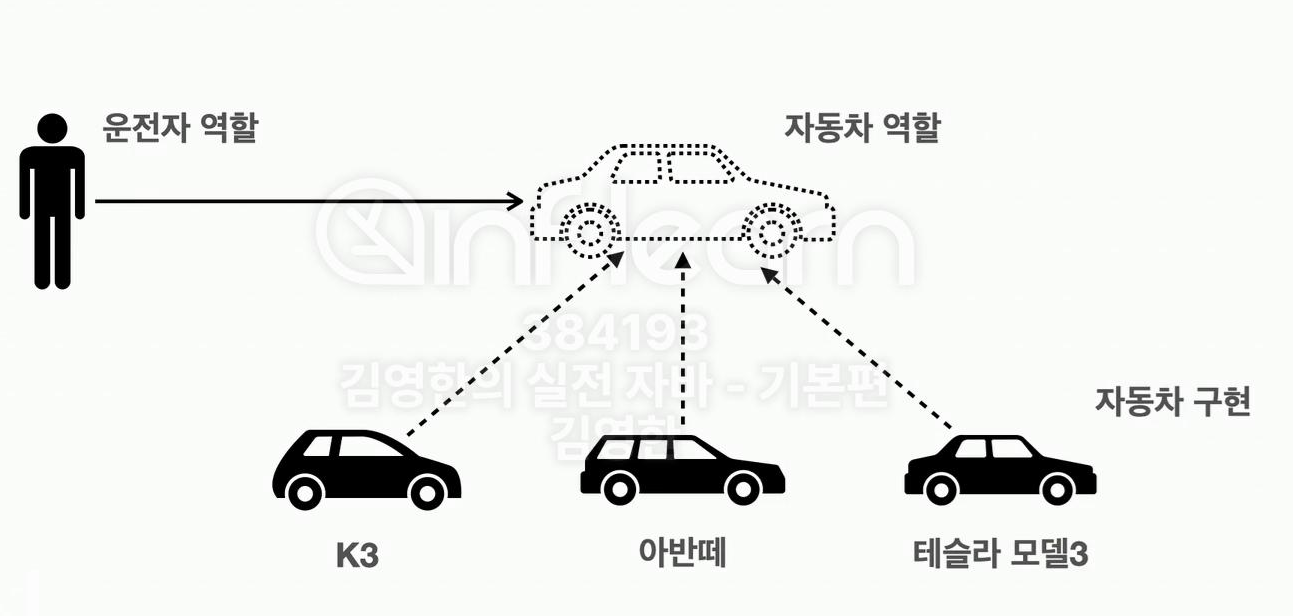 운전자 역할
자동차 역할
inflearn
384193
김영한의 실전 자바 - 기본편
김영한
자동차 구현
K3
아반떼
테슬라 모델3